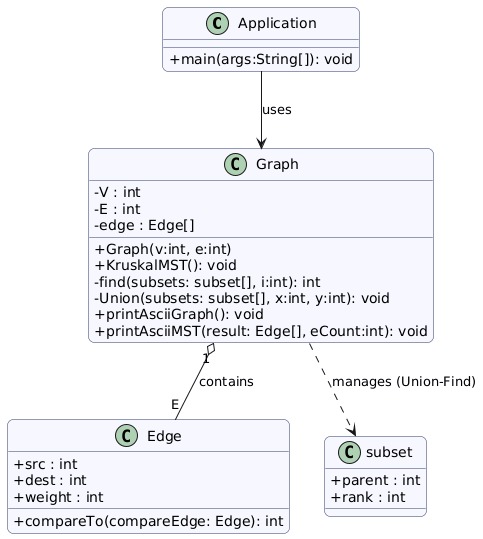 C Application
+main(args:String[]): void
uses
C Graph
-V : int
-E : int
-edge : Edge[]
+Graph(v:int, e:int)
+KruskalMST(): void
-find(subsets: subset[], i:int): int
-Union(subsets: subset[], x:int, y:int): void
+printAsciiGraph(): void
+printAsciiMST(result: Edge[], eCount:int): void
1
contains
manages (Union-Find)
E
C Edge
+src : int
+dest : int
+weight : int
+compareTo(compareEdge: Edge): int
C subset
+parent : int
+rank : int